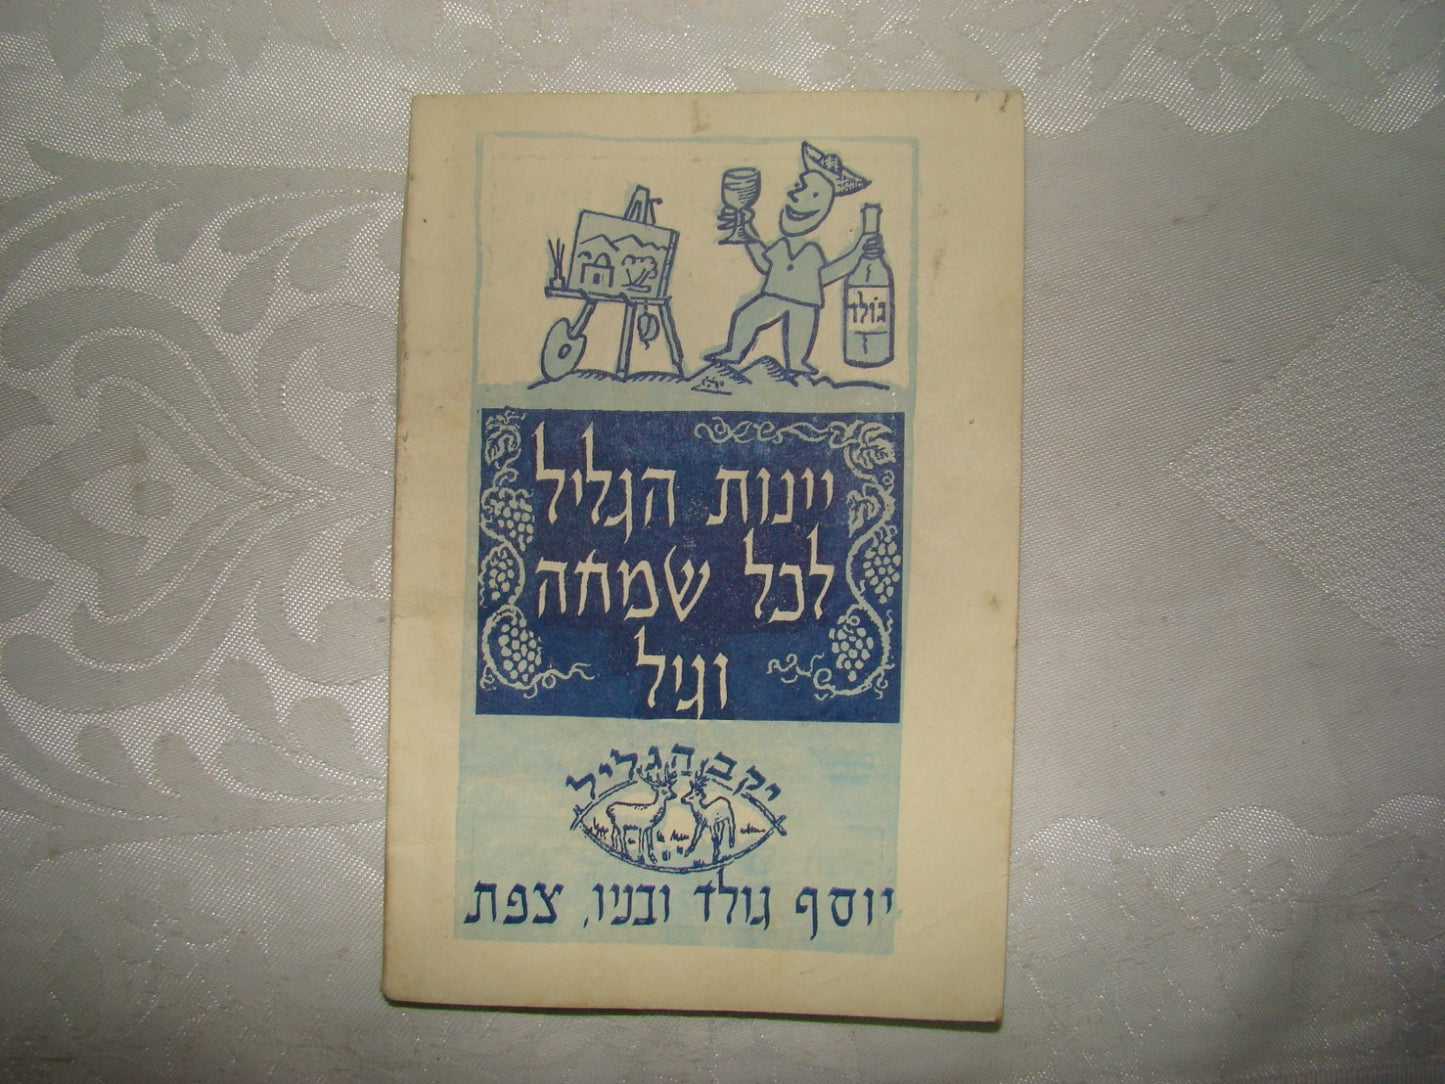 גולד
יינות הגליל
לכל שמחה
וגיל
יקב הגליל
יוסף גולד ובניו, צפת